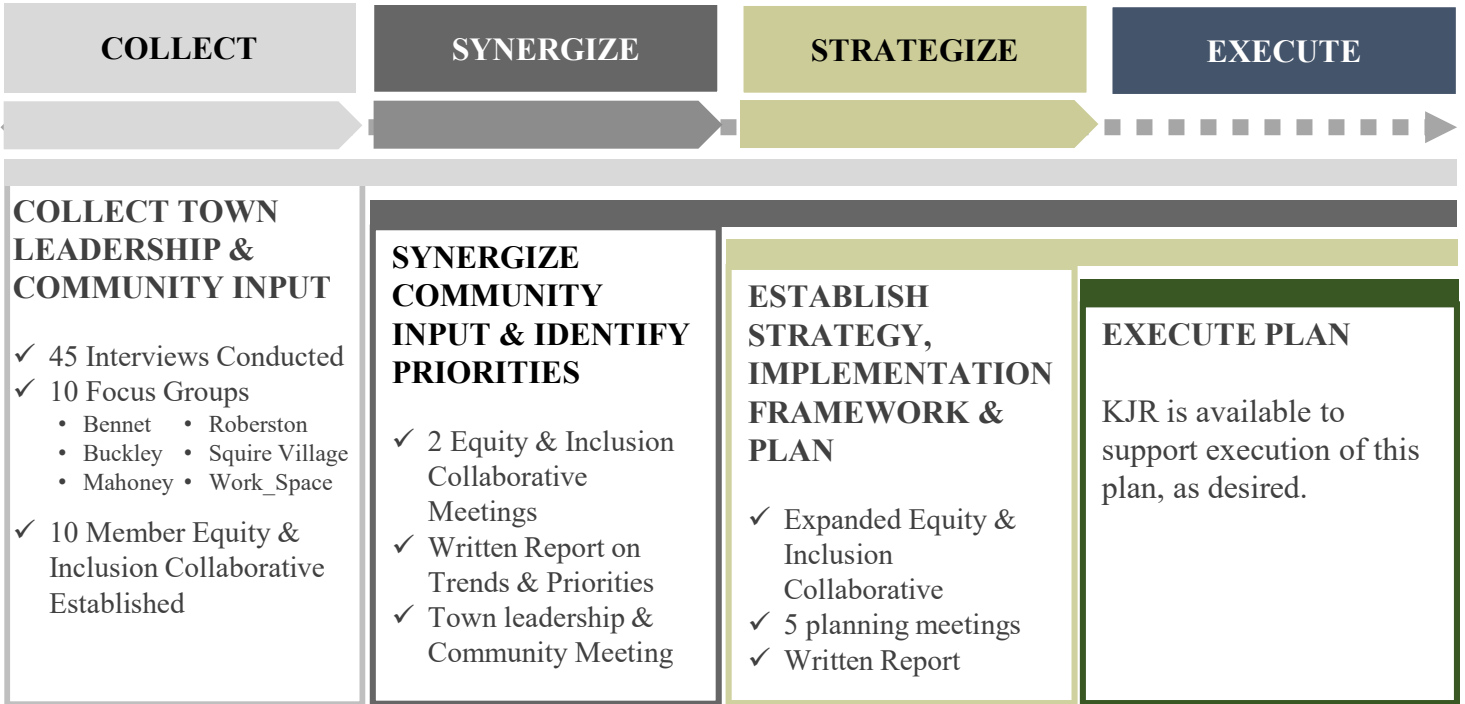 COLLECT
SYNERGIZE
STRATEGIZE
EXECUTE
COLLECT TOWN
LEADERSHIP &
COMMUNITY INPUT
✓ 45 Interviews Conducted
✓ 10 Focus Groups
• Bennet • Roberston
• Buckley • Squire Village
• Mahoney • Work_Space
✓ 10 Member Equity &
Inclusion Collaborative
Established
SYNERGIZE
COMMUNITY
INPUT & IDENTIFY
PRIORITIES
✓ 2 Equity & Inclusion
Collaborative
Meetings
✓ Written Report on
Trends & Priorities
✓ Town leadership &
Community Meeting
ESTABLISH
STRATEGY,
IMPLEMENTATION
FRAMEWORK &
PLAN
✓ Expanded Equity &
Inclusion
Collaborative
✓ 5 planning meetings
✓ Written Report
EXECUTE PLAN
KJR is available to
support execution of this
plan, as desired.